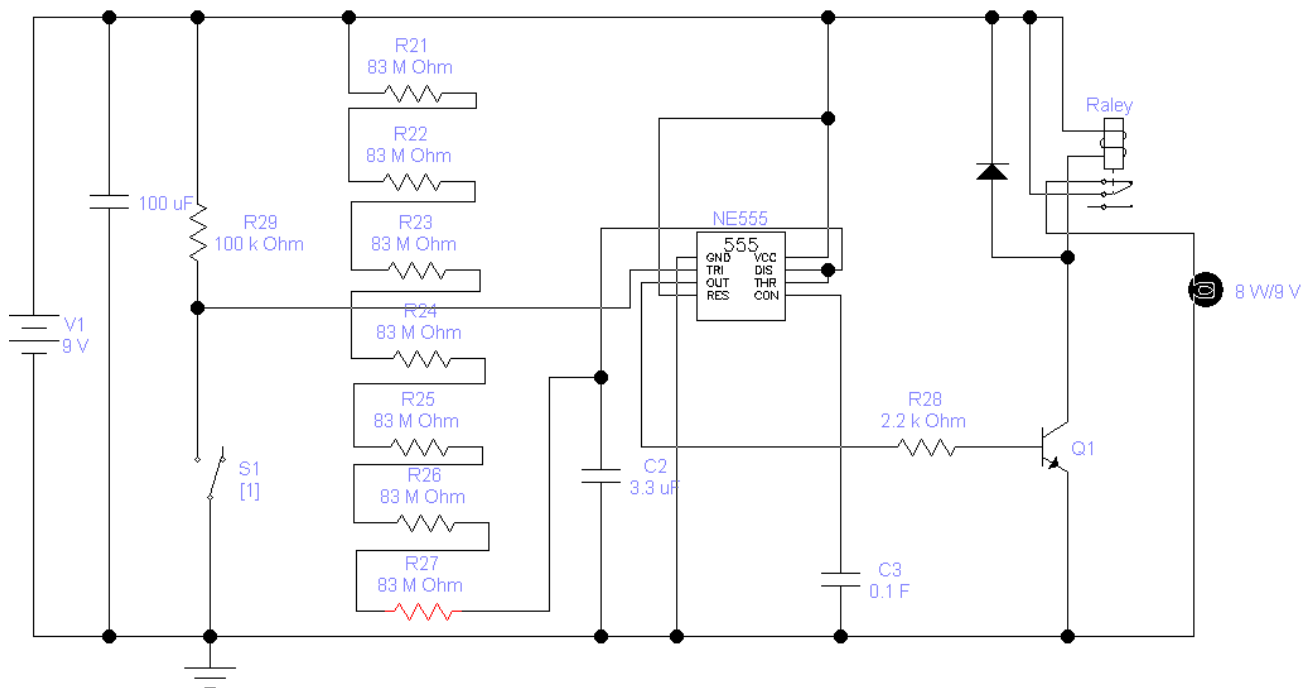 R21
83 M Ohm
Raley
R22
83 M Ohm
100 uF
R29
100 k Ohm
R23
83 M Ohm
NE555
555
GND VCC
TRI DIS
OUT THR
RES CON
8 W/9 V
R24
83 M Ohm
V1
9 V
R25
83 M Ohm
R28
2.2 k Ohm
Q1
S1
[1]
R26
83 M Ohm
C2
3.3 uF
R27
83 M Ohm
C3
0.1 F